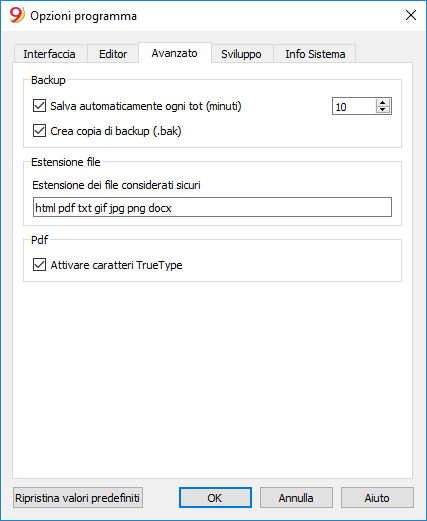 9 Opzioni programma
Interfaccia Editor Avanzato Sviluppo Info Sistema
Backup
Salva automaticamente ogni tot (minuti) 10
Crea copia di backup (.bak)
Estensione file
Estensione dei file considerati sicuri
html pdf txt gif jpg png docx
Pdf
Attivare caratteri TrueType
Ripristina valori predefiniti OK Annulla Aiuto